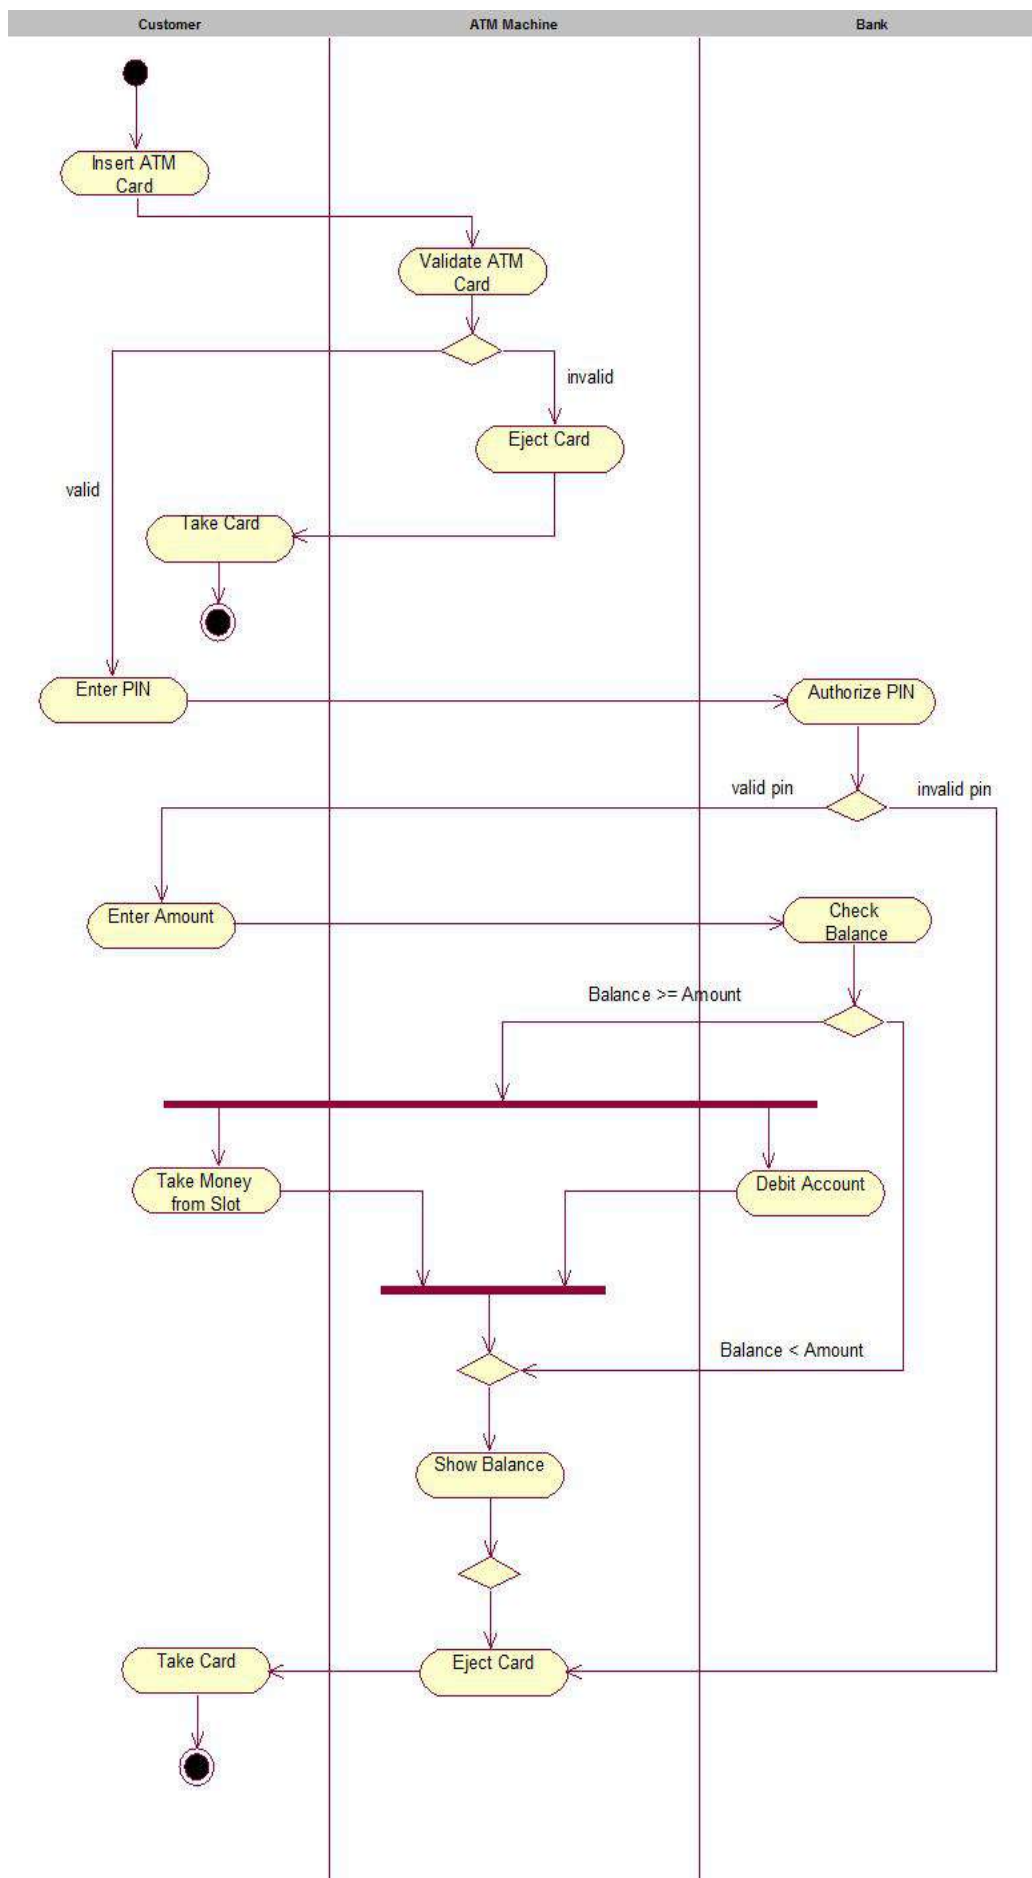 Customer
ATM Machine
Bank
Insert ATM
Card
Validate ATM
Card
invalid
Eject Card
valid
Take Card
Enter PIN
Authorize PIN
valid pin
invalid pin
Enter Amount
Check
Balance
Balance >= Amount
Take Money
from Slot
Debit Account
Balance < Amount
Show Balance
Take Card
Eject Card